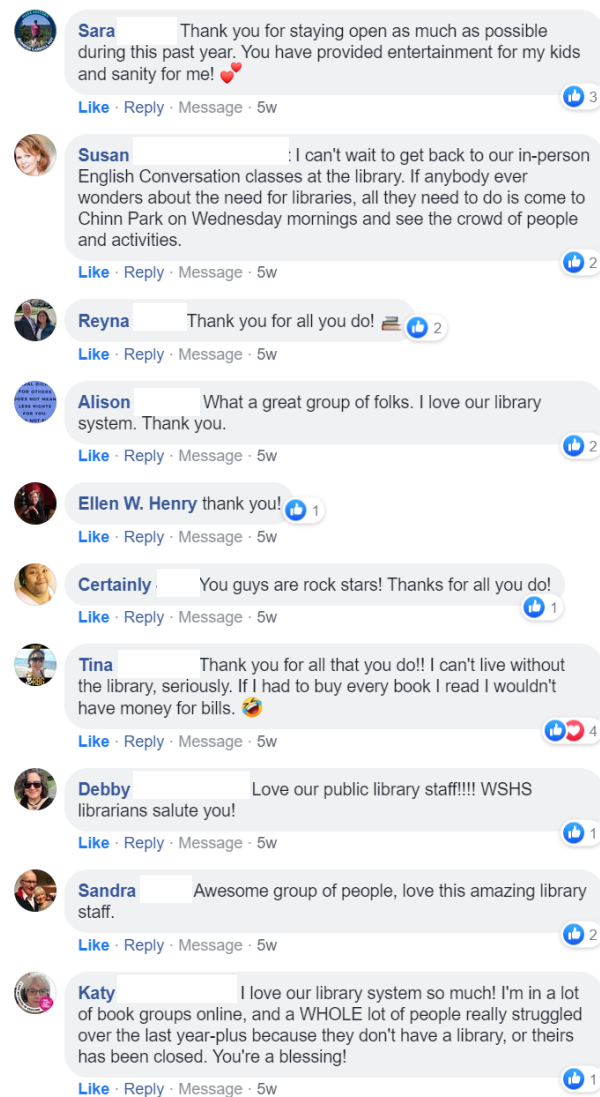 Sara Thank you for staying open as much as possible
during this past year. You have provided entertainment for my kids
and sanity for me! 💕
3
Like · Reply · Message · 5w
Susan : I can't wait to get back to our in-person
English Conversation classes at the library. If anybody ever
wonders about the need for libraries, all they need to do is come to
Chinn Park on Wednesday mornings and see the crowd of people
and activities.
2
Like · Reply · Message · 5w
Reyna Thank you for all you do! 📚 2
Like · Reply · Message · 5w
FOR OTHERS
DOES NOT MEAN
LESS RIGHTS
FOR YOU
Alison What a great group of folks. I love our library
system. Thank you.
2
Like · Reply · Message · 5w
Ellen W. Henry thank you! 1
Like · Reply · Message · 5w
Certainly You guys are rock stars! Thanks for all you do!
1
Like · Reply · Message · 5w
Tina Thank you for all that you do!! I can't live without
the library, seriously. If I had to buy every book I read I wouldn't
have money for bills. 🤣
4
Like · Reply · Message · 5w
Debby Love our public library staff!!!! WSHS
librarians salute you!
1
Like · Reply · Message · 5w
Sandra Awesome group of people, love this amazing library
staff.
2
Like · Reply · Message · 5w
Katy I love our library system so much! I'm in a lot
of book groups online, and a WHOLE lot of people really struggled
over the last year-plus because they don't have a library, or theirs
has been closed. You're a blessing!
1
Like · Reply · Message · 5w